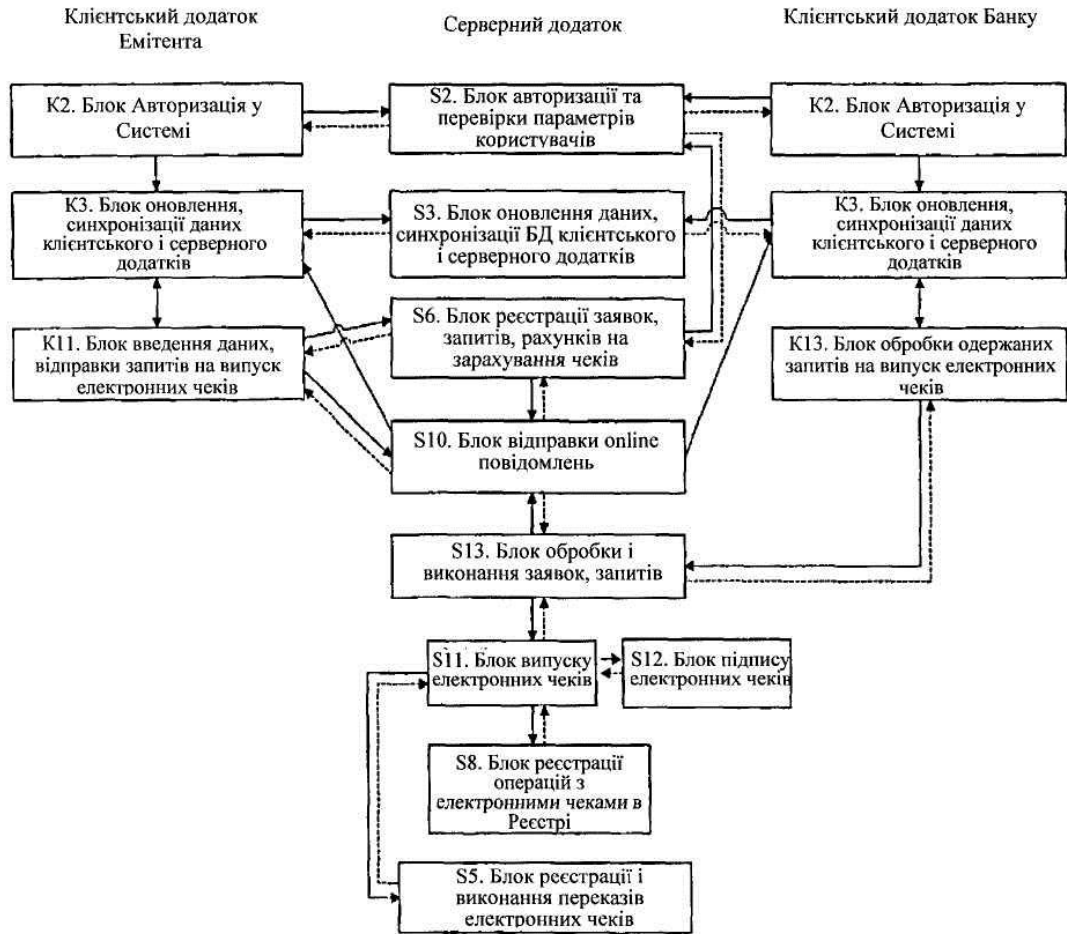 Клієнтський додаток
Емітента
Серверний додаток
Клієнтський додаток Банку
К2. Блок Авторизація у
Системі
S2. Блок авторизації та
перевірки параметрів
користувачів
К2. Блок Авторизація у
Системі
К3. Блок оновлення,
синхронізації даних
клієнтського і серверного
додатків
S3. Блок оновлення даних,
синхронізації БД клієнтського
і серверного додатків
К3. Блок оновлення,
синхронізації даних
клієнтського і серверного
додатків
К11. Блок введення даних,
відправки запитів на випуск
електронних чеків
S6. Блок реєстрації заявок,
запитів, рахунків на
зарахування чеків
К13. Блок обробки одержаних
запитів на випуск електронних
чеків
S10. Блок відправки online
повідомлень
S13. Блок обробки і
виконання заявок, запитів
S11. Блок випуску
електронних чеків
S12. Блок підпису
електронних чеків
S8. Блок реєстрації
операцій з
електронними чеками в
Реєстрі
S5. Блок реєстрації і
виконання переказів
електронних чеків